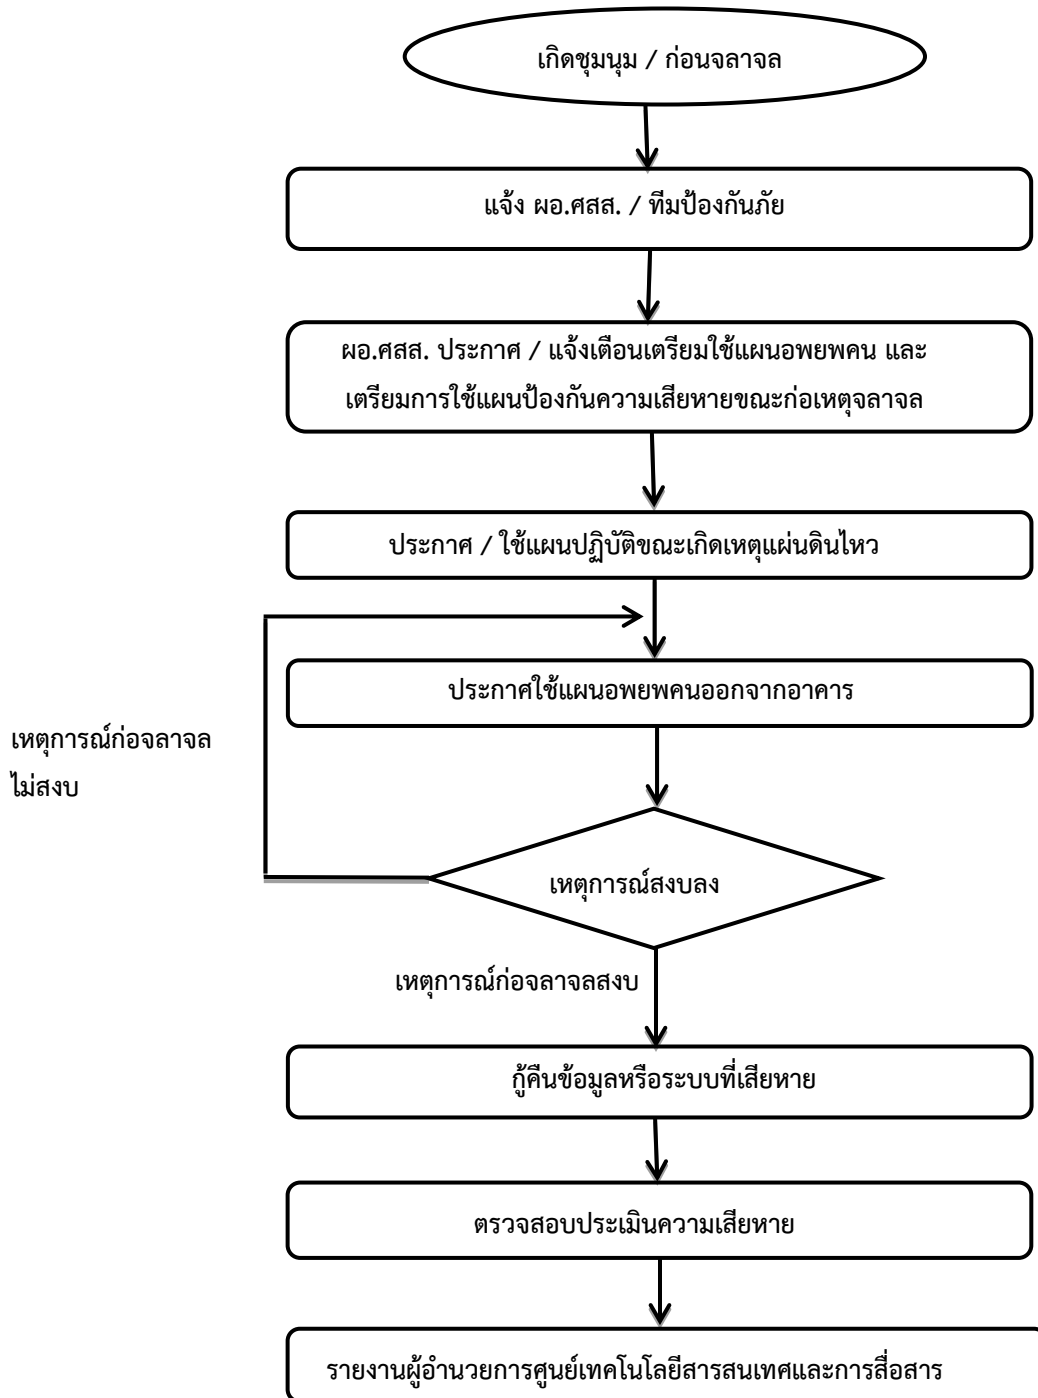 เกิดชุมนุม / ก่อนจลาจล
แจ้ง ผอ.ศสส. / ทีมป้องกันภัย
ผอ.ศสส. ประกาศ / แจ้งเตือนเตรียมใช้แผนอพยพคน และ
เตรียมการใช้แผนป้องกันความเสียหายขณะก่อเหตุจลาจล
ประกาศ / ใช้แผนปฏิบัติขณะเกิดเหตุแผ่นดินไหว
ประกาศใช้แผนอพยพคนออกจากอาคาร
เหตุการณ์ก่อจลาจล
ไม่สงบ
เหตุการณ์สงบลง
เหตุการณ์ก่อจลาจลสงบ
กู้คืนข้อมูลหรือระบบที่เสียหาย
ตรวจสอบประเมินความเสียหาย
รายงานผู้อำนวยการศูนย์เทคโนโลยีสารสนเทศและการสื่อสาร